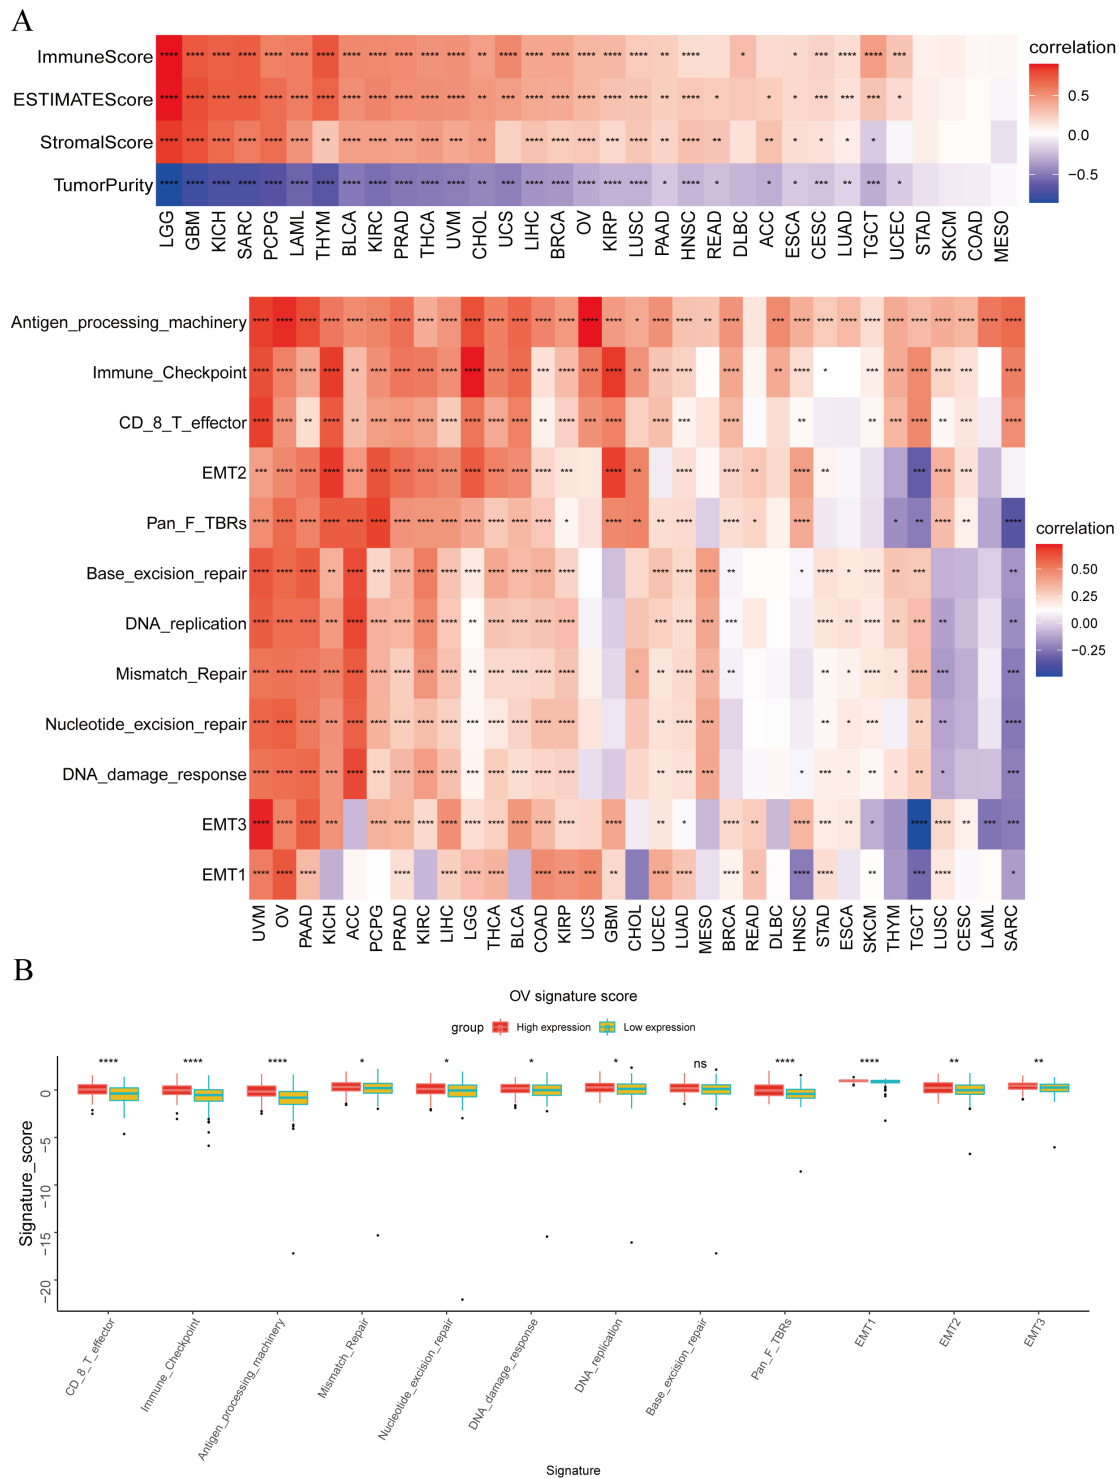 A
ImmuneScore
ESTIMATEScore
StromalScore
TumorPurity
LGG GBM KICH SARC PCPG LAML THYM BLCA KIRC PRAD THCA UVM CHOL UCS LIHC BRCA OV KIRP LUSC PAAD HNSC READ DLBC ACC ESCA CESC LUAD TGCT UCEC STAD SKCM COAD MESO
correlation
0.5
0.0
−0.5
Antigen_processing_machinery
Immune_Checkpoint
CD_8_T_effector
EMT2
Pan_F_TBRs
Base_excision_repair
DNA_replication
Mismatch_Repair
Nucleotide_excision_repair
DNA_damage_response
EMT3
EMT1
UVM OV PAAD KICH ACC PCPG PRAD KIRC LIHC LGG THCA BLCA COAD KIRP UCS GBM CHOL UCEC LUAD MESO BRCA READ DLBC HNSC STAD ESCA SKCM THYM TGCT LUSC CESC LAML SARC
correlation
0.50
0.25
0.00
−0.25
B
OV signature score
group High expression Low expression
**** **** **** * * * * ns **** **** ** **
Signature_score
0
−5
−10
−15
−20
CD_8_T_effector
Immune_Checkpoint
Antigen_processing_machinery
Mismatch_Repair
Nucleotide_excision_repair
DNA_damage_response
DNA_replication
Base_excision_repair
Pan_F_TBRs
EMT1
EMT2
EMT3
Signature